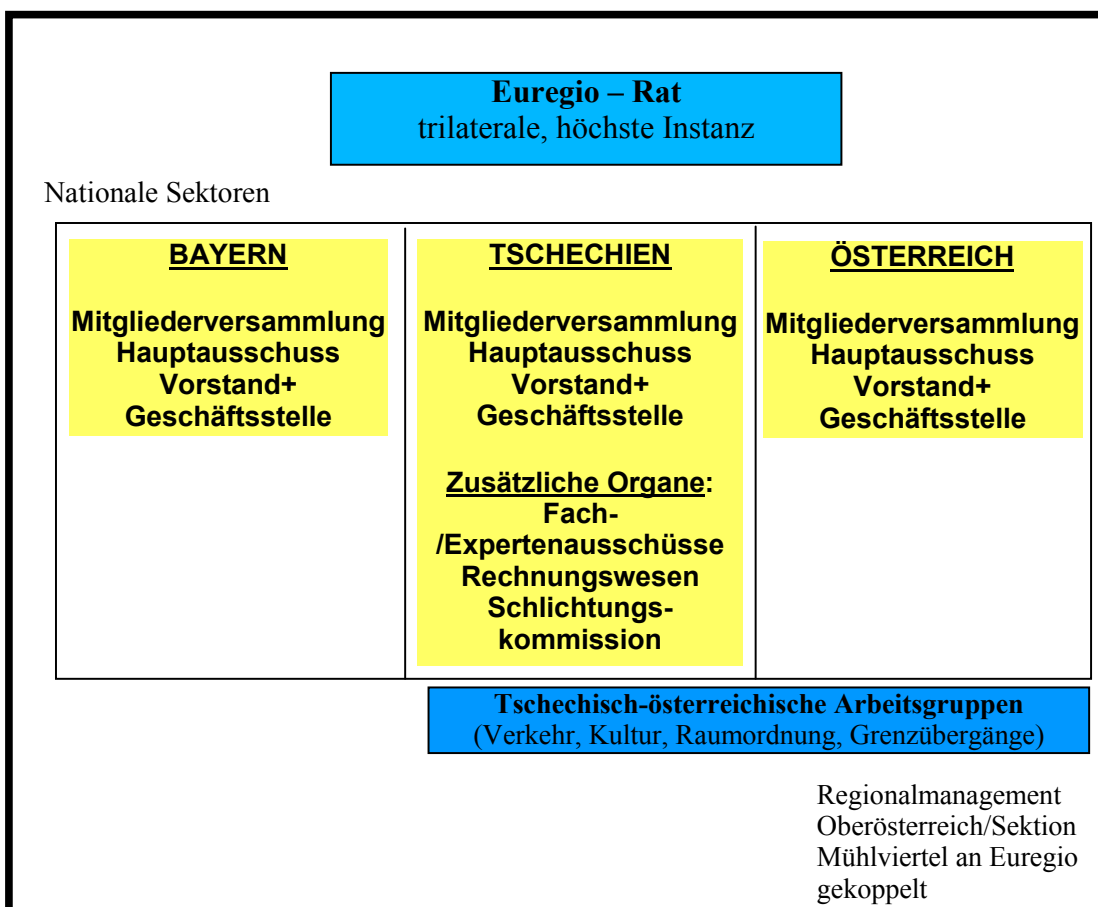 Euregio – Rat
trilaterale, höchste Instanz
Nationale Sektoren
BAYERN
Mitgliederversammlung
Hauptausschuss
Vorstand+
Geschäftsstelle
TSCHECHIEN
Mitgliederversammlung
Hauptausschuss
Vorstand+
Geschäftsstelle
Zusätzliche Organe:
Fach-
/Expertenausschüsse
Rechnungswesen
Schlichtungs-
kommission
ÖSTERREICH
Mitgliederversammlung
Hauptausschuss
Vorstand+
Geschäftsstelle
Tschechisch-österreichische Arbeitsgruppen
(Verkehr, Kultur, Raumordnung, Grenzübergänge)
Regionalmanagement
Oberösterreich/Sektion
Mühlviertel an Euregio
gekoppelt